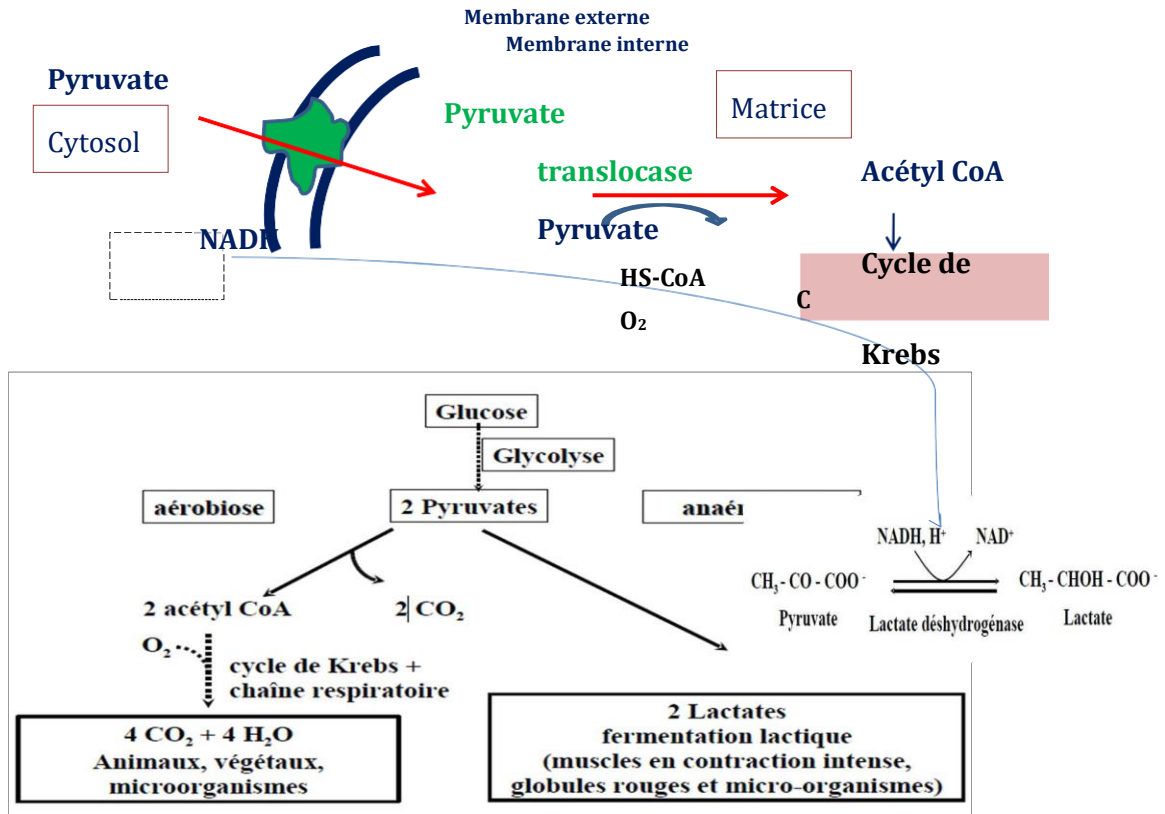 Membrane externe
Membrane interne
Pyruvate
Cytosol
Pyruvate
translocase
Matrice
Acétyl CoA
Pyruvate
NADH
HS-CoA
C
O₂
Cycle de
Krebs
Glucose
Glycolyse
aérobiose
2 Pyruvates
anaér
NADH, H⁺
NAD⁺
CH₃ - CO - COO⁻
CH₃ - CHOH - COO⁻
Pyruvate
Lactate déshydrogénase
Lactate
2 acétyl CoA
2 CO₂
O₂
cycle de Krebs +
chaîne respiratoire
4 CO₂ + 4 H₂O
Animaux, végétaux,
microorganismes
2 Lactates
fermentation lactique
(muscles en contraction intense,
globules rouges et micro-organismes)